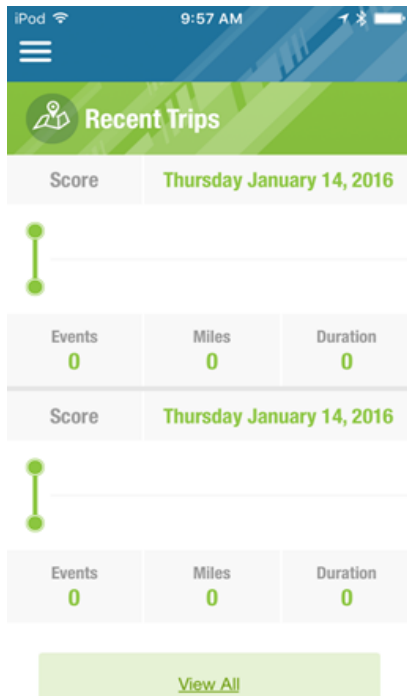 iPod 9:57 AM
Recent Trips
Score Thursday January 14, 2016
Events Miles Duration
0 0 0
Score Thursday January 14, 2016
Events Miles Duration
0 0 0
View All